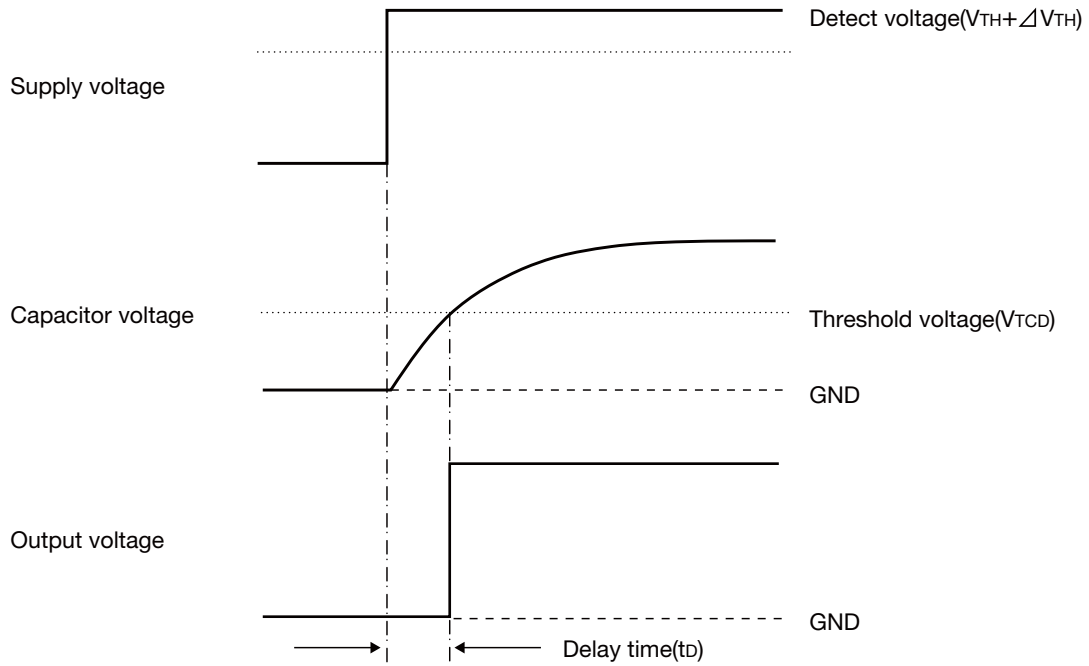 Detect voltage(VTH+⊿VTH)
Supply voltage
Capacitor voltage
Threshold voltage(VTCD)
GND
Output voltage
GND
Delay time(tD)